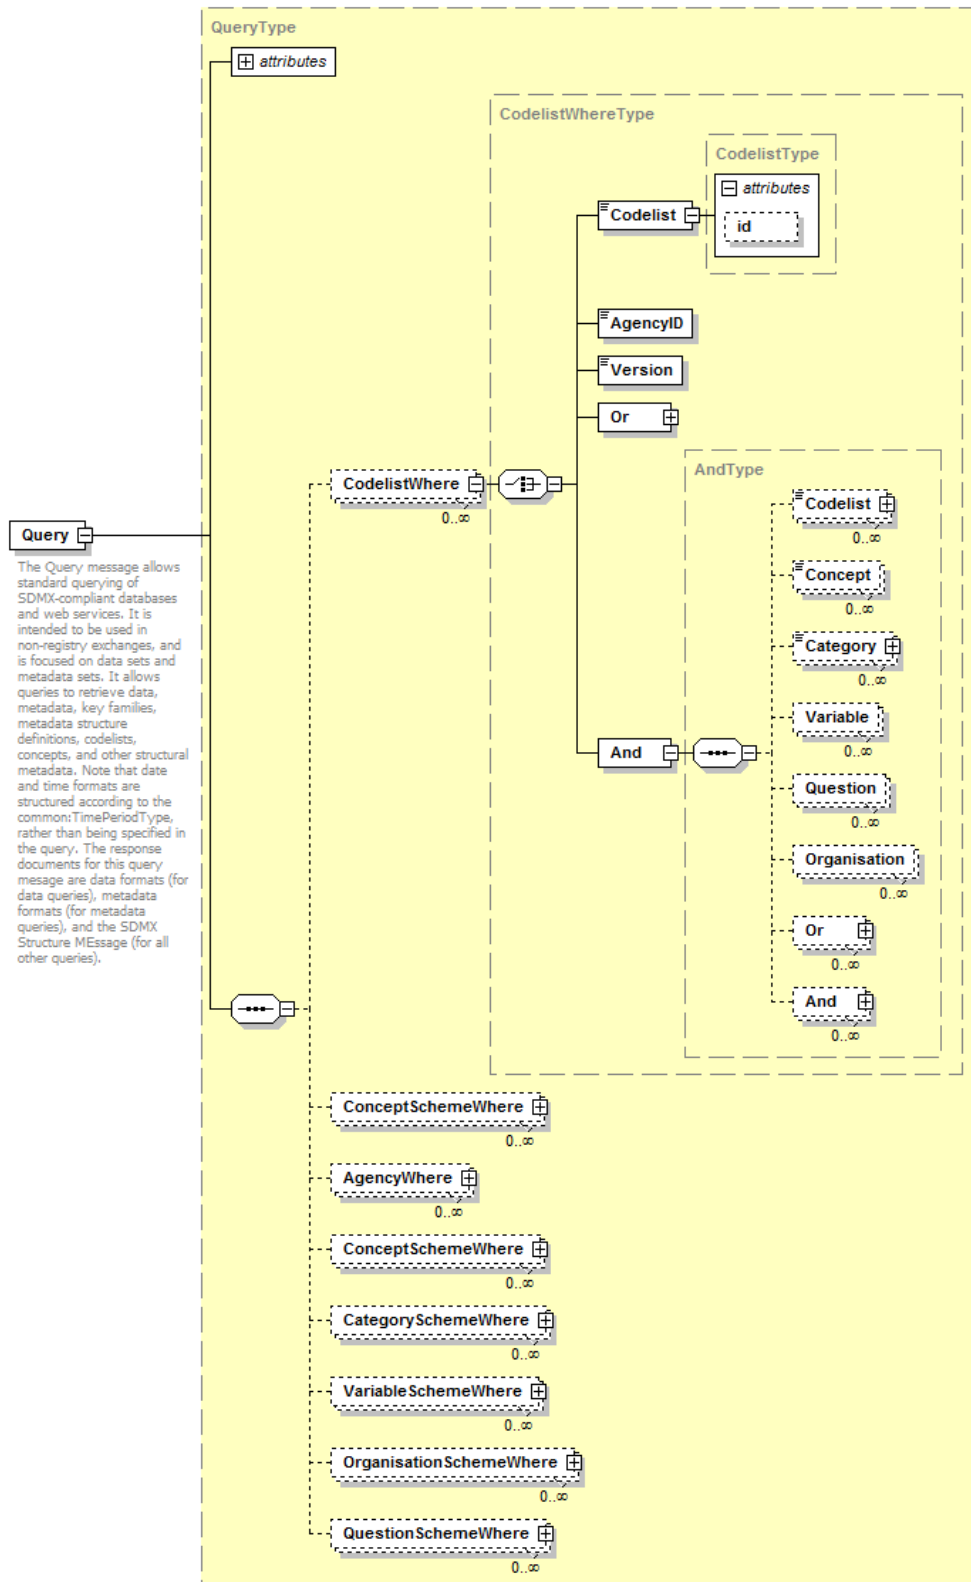 QueryType
attributes
CodelistWhereType
CodelistType
attributes
Codelist
id
AgencyID
Version
Or
AndType
CodelistWhere
0..∞
Codelist
0..∞
Query
The Query message allows
standard querying of
SDMX-compliant databases
and web services. It is
intended to be used in
non-registry exchanges, and
is focused on data sets and
metadata sets. It allows
queries to retrieve data,
metadata, key families,
metadata structure
definitions, codelists,
concepts, and other structural
metadata. Note that date
and time formats are
structured according to the
common:TimePeriodType,
rather than being specified in
the query. The response
documents for this query
mesage are data formats (for
data queries), metadata
formats (for metadata
queries), and the SDMX
Structure MEssage (for all
other queries).
Concept
0..∞
Category
0..∞
Variable
0..∞
And
Question
0..∞
Organisation
0..∞
Or
0..∞
And
0..∞
ConceptSchemeWhere
0..∞
AgencyWhere
0..∞
ConceptSchemeWhere
0..∞
CategorySchemeWhere
0..∞
VariableSchemeWhere
0..∞
OrganisationSchemeWhere
0..∞
QuestionSchemeWhere
0..∞